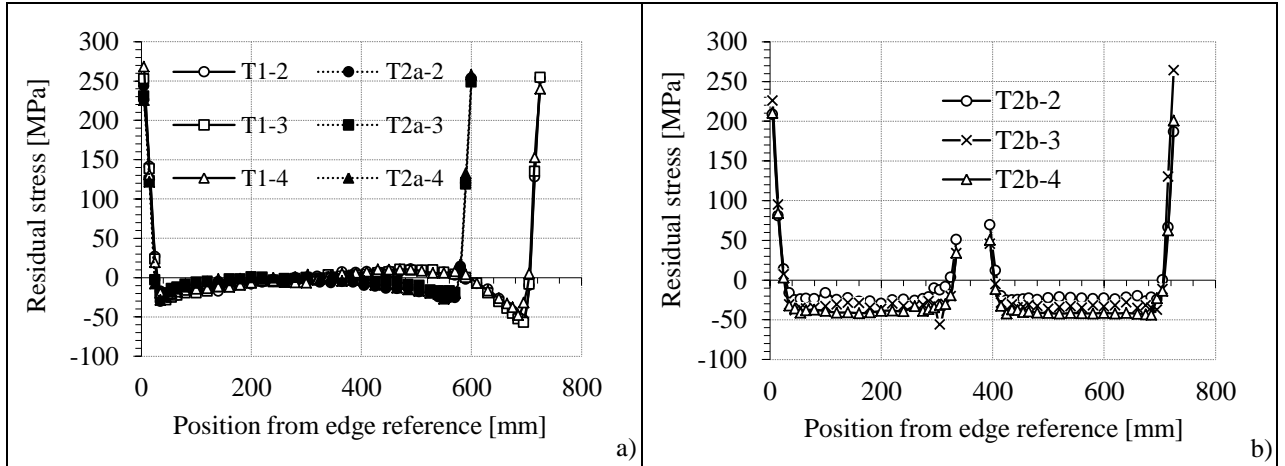 300
250
200
150
100
50
0
-50
-100
Residual stress [MPa]
T1-2
T2a-2
T1-3
T2a-3
T1-4
T2a-4
0
200
400
600
800
Position from edge reference [mm]
a)
300
250
200
150
100
50
0
-50
-100
Residual stress [MPa]
T2b-2
T2b-3
T2b-4
0
200
400
600
800
Position from edge reference [mm]
b)